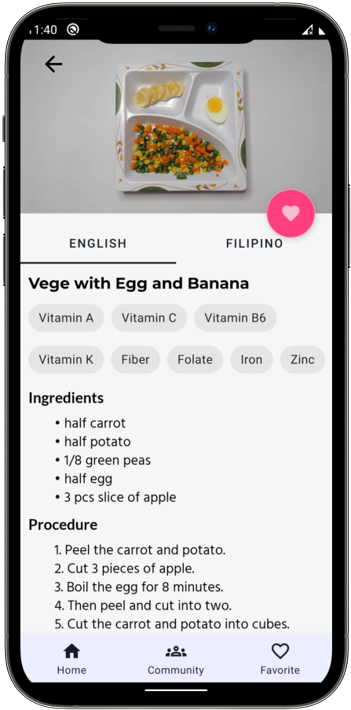 1:40
ENGLISH
FILIPINO
Vege with Egg and Banana
Vitamin A
Vitamin C
Vitamin B6
Vitamin K
Fiber
Folate
Iron
Zinc
Ingredients
• half carrot
• half potato
• 1/8 green peas
• half egg
• 3 pcs slice of apple
Procedure
1. Peel the carrot and potato.
2. Cut 3 pieces of apple.
3. Boil the egg for 8 minutes.
4. Then peel and cut into two.
5. Cut the carrot and potato into cubes.
Home
Community
Favorite